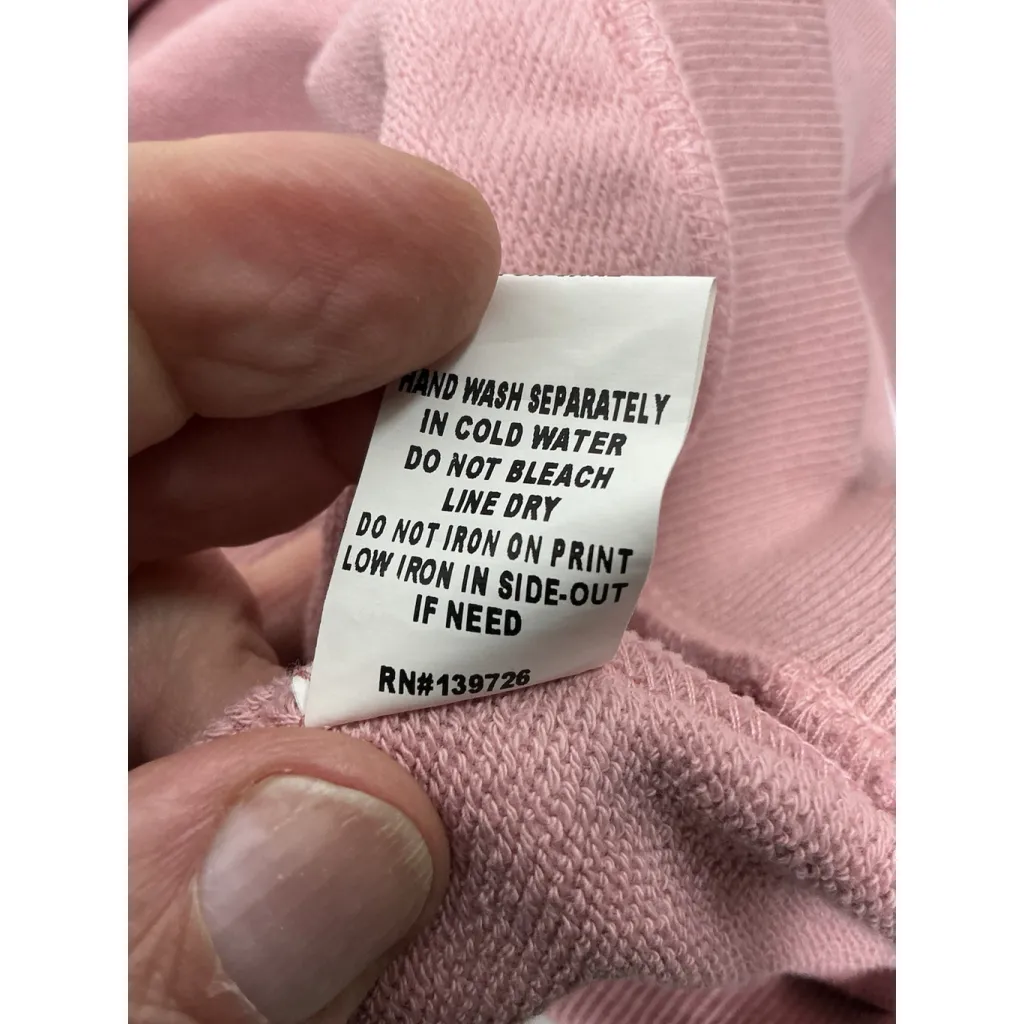 HAND WASH SEPARATELY
IN COLD WATER
DO NOT BLEACH
LINE DRY
DO NOT IRON ON PRINT
LOW IRON IN SIDE-OUT
IF NEED
RN#139726